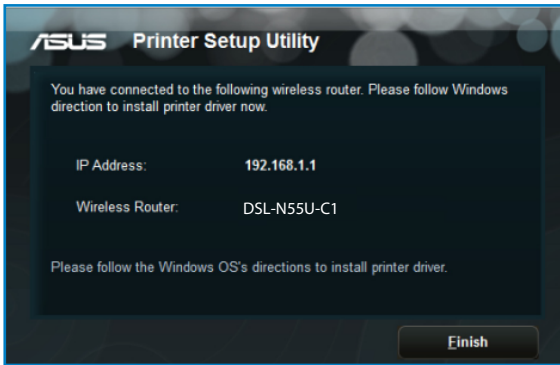 ASUS Printer Setup Utility
You have connected to the following wireless router. Please follow Windows
direction to install printer driver now.
IP Address: 192.168.1.1
Wireless Router: DSL-N55U-C1
Please follow the Windows OS's directions to install printer driver.
Finish